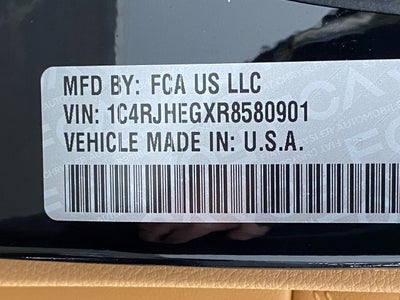 MFD BY: FCA US LLC
VIN: 1C4RJHEGXR8580901
VEHICLE MADE IN: U.S.A.